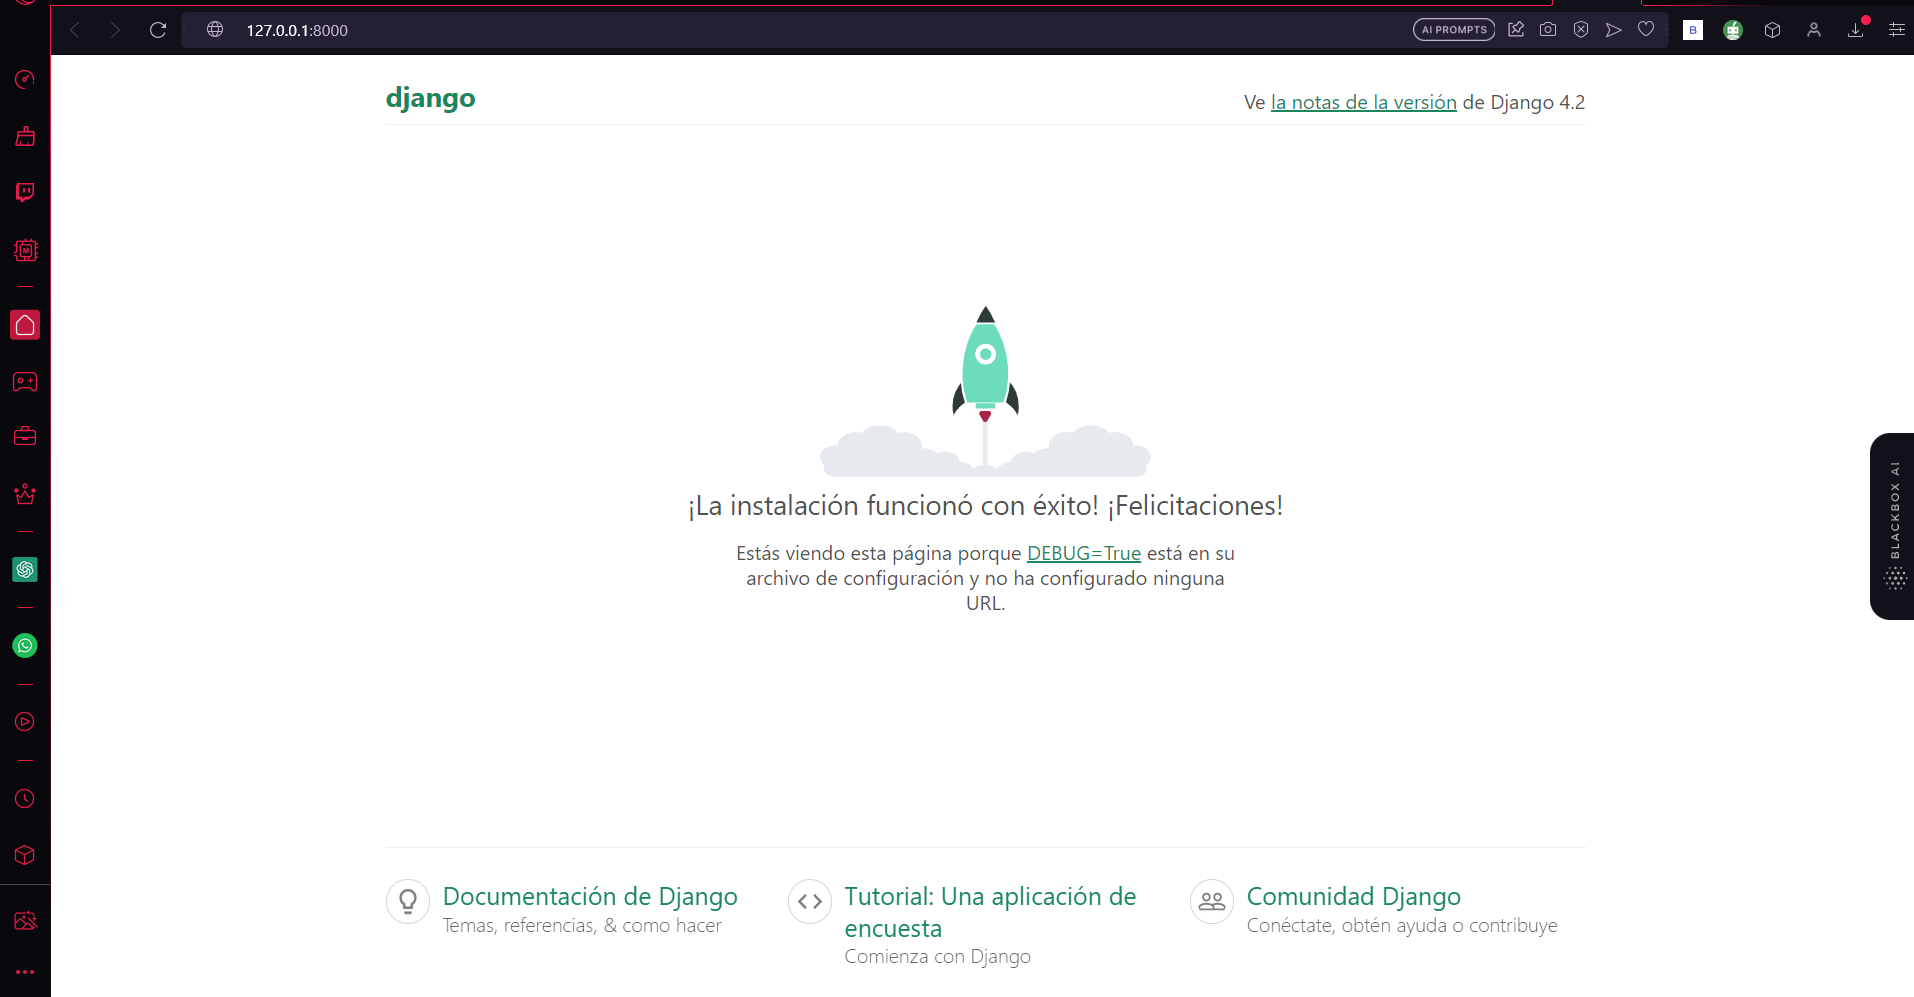 127.0.0.1:8000
AI PROMPTS
B
django
Ve la notas de la versión de Django 4.2
¡La instalación funcionó con éxito! ¡Felicitaciones!
Estás viendo esta página porque DEBUG=True está en su
archivo de configuración y no ha configurado ninguna
URL.
BLACKBOX AI
Documentación de Django
Temas, referencias, & como hacer
Tutorial: Una aplicación de
encuesta
Comienza con Django
Comunidad Django
Conéctate, obtén ayuda o contribuye